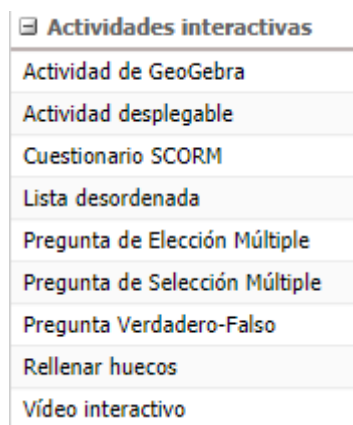 Actividades interactivas
Actividad de GeoGebra
Actividad desplegable
Cuestionario SCORM
Lista desordenada
Pregunta de Elección Múltiple
Pregunta de Selección Múltiple
Pregunta Verdadero-Falso
Rellenar huecos
Vídeo interactivo